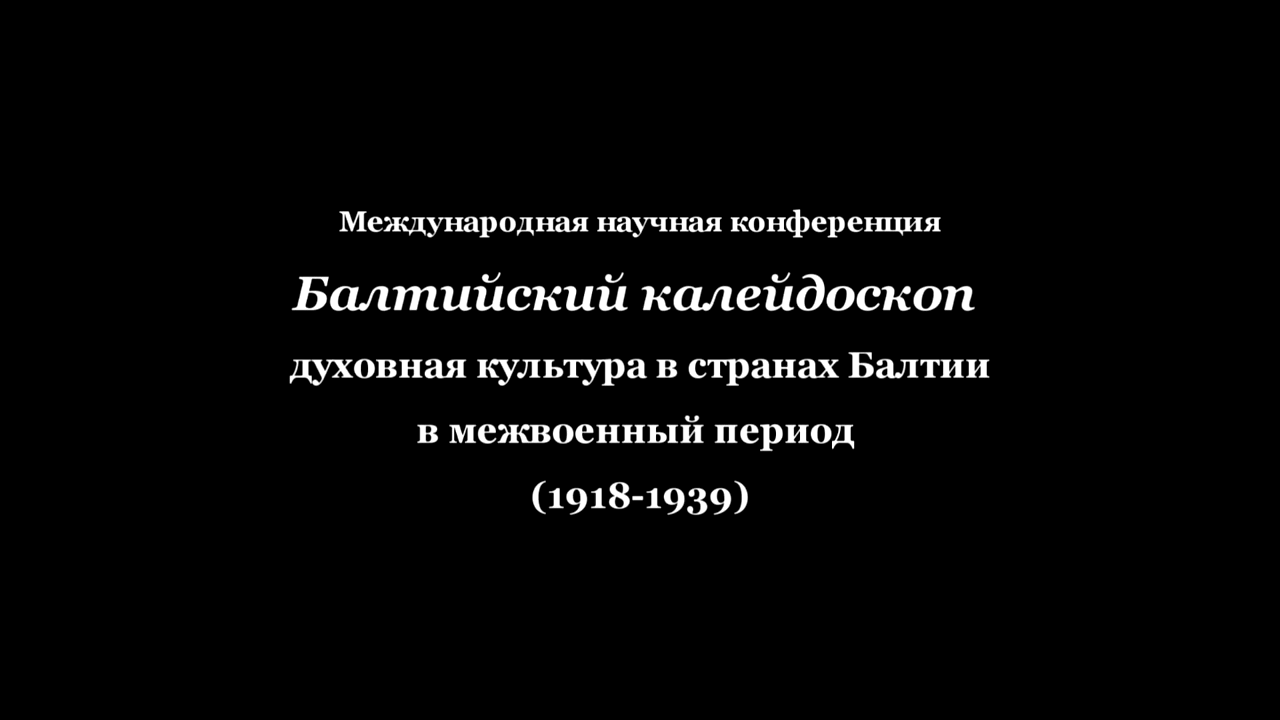 Международная научная конференция
Балтийский калейдоскоп
духовная культура в странах Балтии
в межвоенный период
(1918-1939)